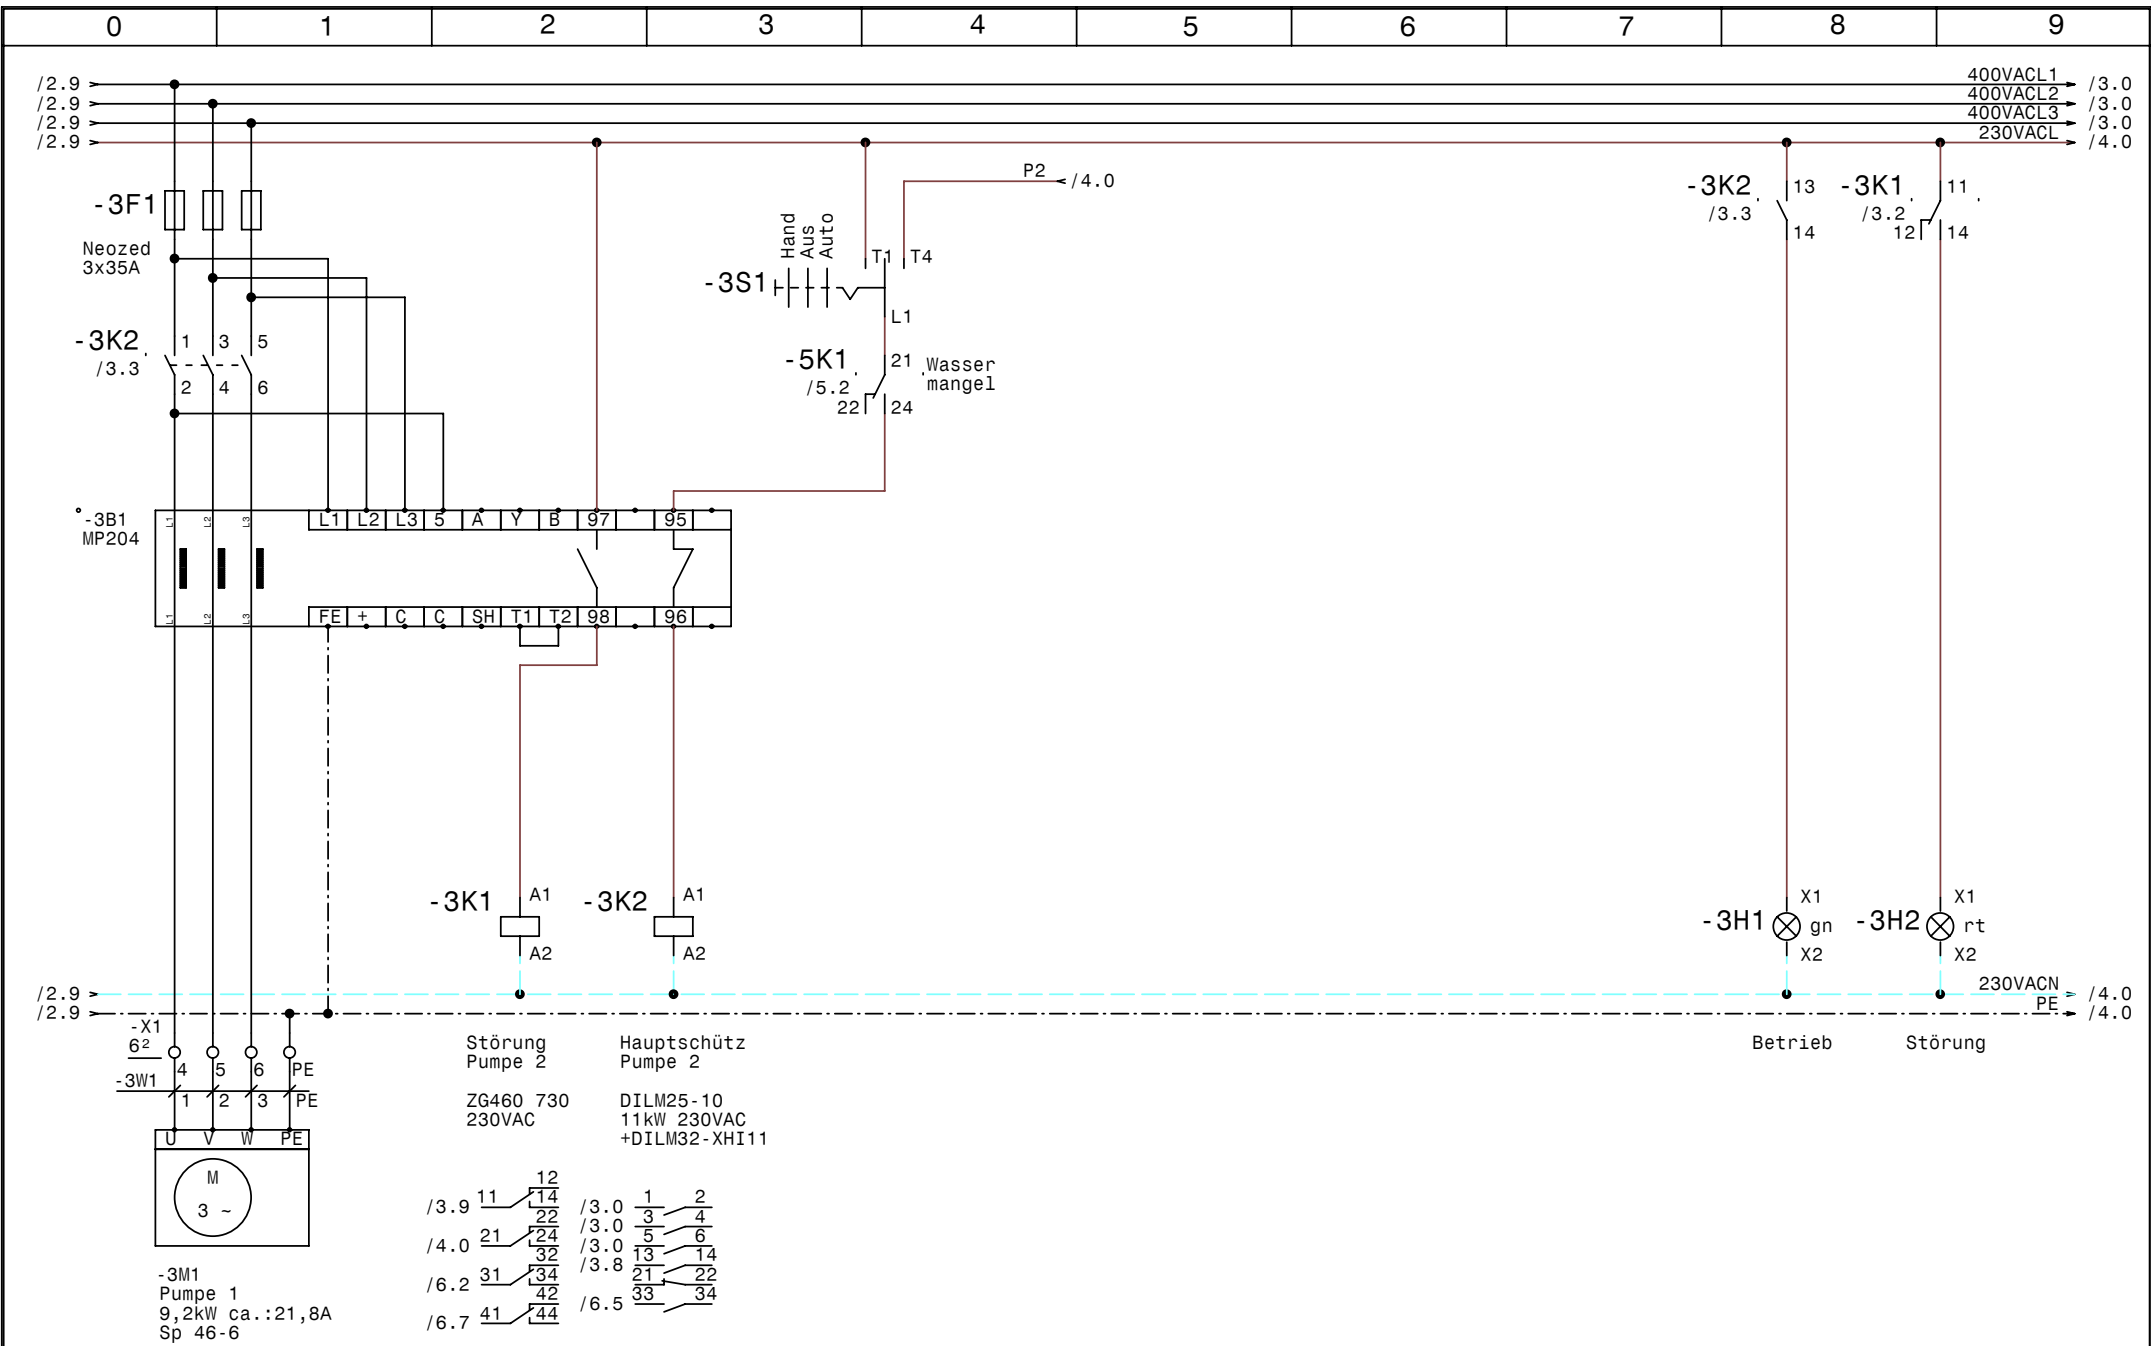 0 1 2 3 4 5 6 7 8 9
/2.9 400VACL1 /3.0
/2.9 400VACL2 /3.0
/2.9 400VACL3 /3.0
/2.9 230VACL /4.0
P2 /4.0
-3F1
Neozed
3x35A
Hand
Aus
Auto
-3S1
T1 T4
L1
-3K2
/3.3
13
14
-3K1
/3.2
11
12 14
-3K2
/3.3
1 3 5
2 4 6
-5K1
/5.2
21
22 24
Wasser
mangel
-3B1
MP204
L1 L2 L3
L1 L2 L3 5 A Y B 97 95
L1 L2 L3
FE + C C SH T1 T2 98 96
-3K1 A1
A2
-3K2 A1
A2
-3H1 X1
gn
X2
-3H2 X1
rt
X2
/2.9 230VACN /4.0
/2.9 PE /4.0
-X1
6²
4 5 6 PE
-3W1
1 2 3 PE
U V W PE
M
3 ~
-3M1
Pumpe 1
9,2kW ca.:21,8A
Sp 46-6
Störung
Pumpe 2
ZG460 730
230VAC
Hauptschütz
Pumpe 2
DILM25-10
11kW 230VAC
+DILM32-XHI11
Betrieb
Störung
12
/3.9 11 14
22
/4.0 21 24
32
/6.2 31 34
42
/6.7 41 44
/3.0 1 2
/3.0 3 4
/3.0 5 6
/3.8 13 14
21 22
/6.5 33 34